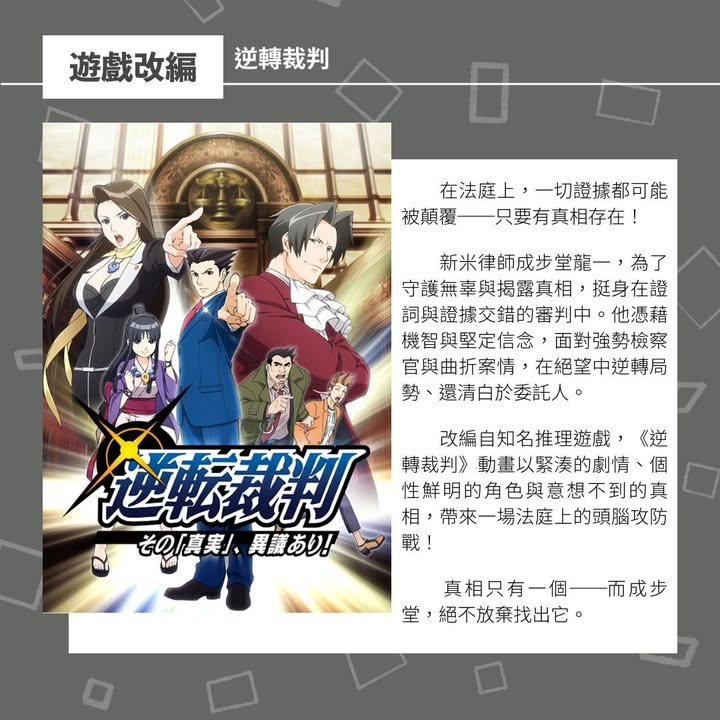 遊戲改編
逆轉裁判
在法庭上，一切證據都可能
被顛覆——只要有真相存在！
新米律師成步堂龍一，為了
守護無辜與揭露真相，挺身在證
詞與證據交錯的審判中。他憑藉
機智與堅定信念，面對強勢檢察
官與曲折案情，在絕望中逆轉局
勢、還清白於委託人。
改編自知名推理遊戲，《逆
轉裁判》動畫以緊湊的劇情、個
性鮮明的角色與意想不到的真
相，帶來一場法庭上的頭腦攻防
戰！
真相只有一個——而成步
堂，絕不放棄找出它。
逆転裁判
その「真実」、異議あり！